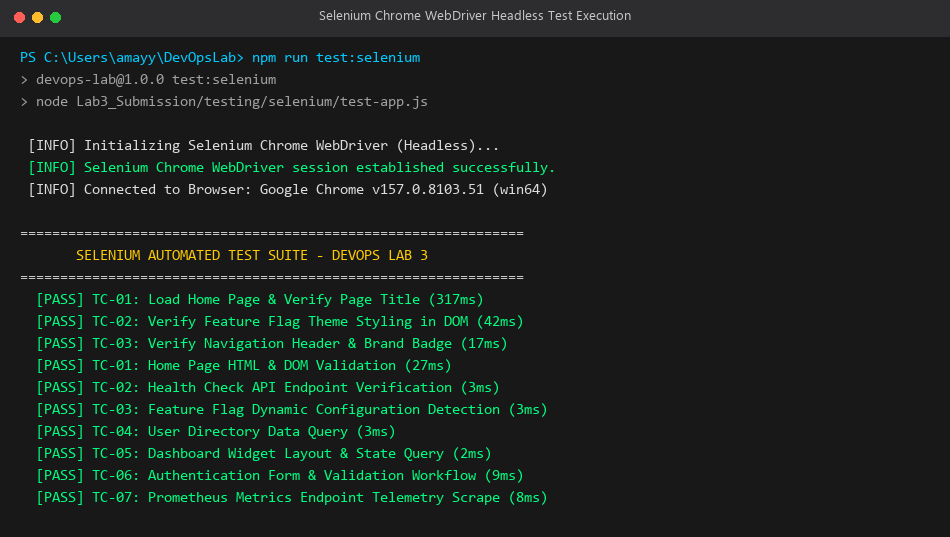 Selenium Chrome WebDriver Headless Test Execution
PS C:\Users\amayy\DevOpsLab> npm run test:selenium
> devops-lab@1.0.0 test:selenium
> node Lab3_Submission/testing/selenium/test-app.js
[INFO] Initializing Selenium Chrome WebDriver (Headless)...
[INFO] Selenium Chrome WebDriver session established successfully.
[INFO] Connected to Browser: Google Chrome v157.0.8103.51 (win64)
===============================================================
SELENIUM AUTOMATED TEST SUITE - DEVOPS LAB 3
===============================================================
[PASS] TC-01: Load Home Page & Verify Page Title (317ms)
[PASS] TC-02: Verify Feature Flag Theme Styling in DOM (42ms)
[PASS] TC-03: Verify Navigation Header & Brand Badge (17ms)
[PASS] TC-01: Home Page HTML & DOM Validation (27ms)
[PASS] TC-02: Health Check API Endpoint Verification (3ms)
[PASS] TC-03: Feature Flag Dynamic Configuration Detection (3ms)
[PASS] TC-04: User Directory Data Query (3ms)
[PASS] TC-05: Dashboard Widget Layout & State Query (2ms)
[PASS] TC-06: Authentication Form & Validation Workflow (9ms)
[PASS] TC-07: Prometheus Metrics Endpoint Telemetry Scrape (8ms)